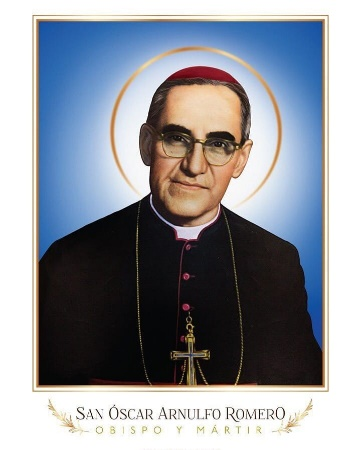 SAN ÓSCAR ARNULFO ROMERO
OBISPO Y MÁRTIR